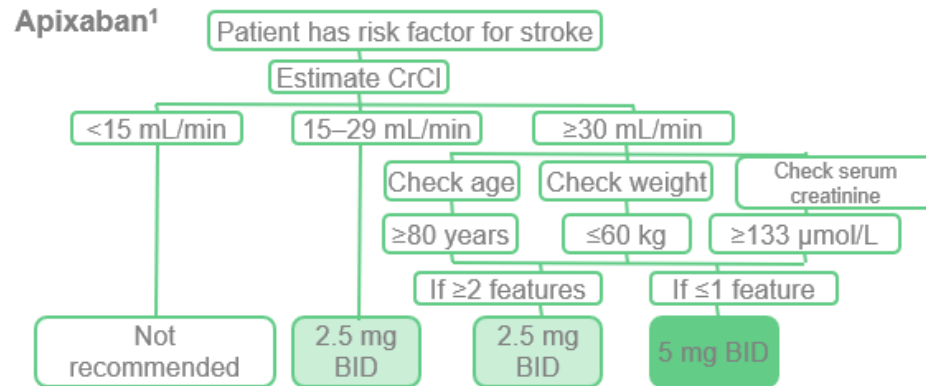 Apixaban¹
Patient has risk factor for stroke
Estimate CrCl
<15 mL/min
15–29 mL/min
≥30 mL/min
Check age
Check weight
Check serum
creatinine
≥80 years
≤60 kg
≥133 μmol/L
If ≥2 features
If ≤1 feature
Not
recommended
2.5 mg
BID
2.5 mg
BID
5 mg BID